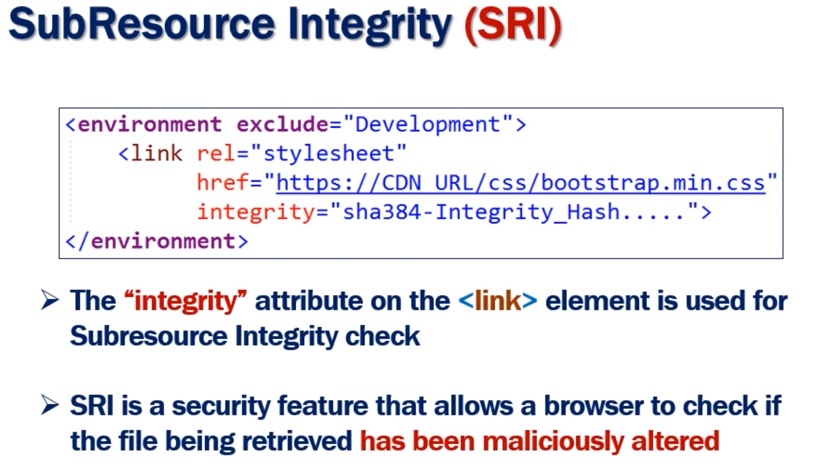 SubResource Integrity (SRI)
<environment exclude="Development">
<link rel="stylesheet"
href="https://CDN_URL/css/bootstrap.min.css"
integrity="sha384-Integrity_Hash.....">
</environment>
➢ The “integrity” attribute on the <link> element is used for
Subresource Integrity check
➢ SRI is a security feature that allows a browser to check if
the file being retrieved has been maliciously altered